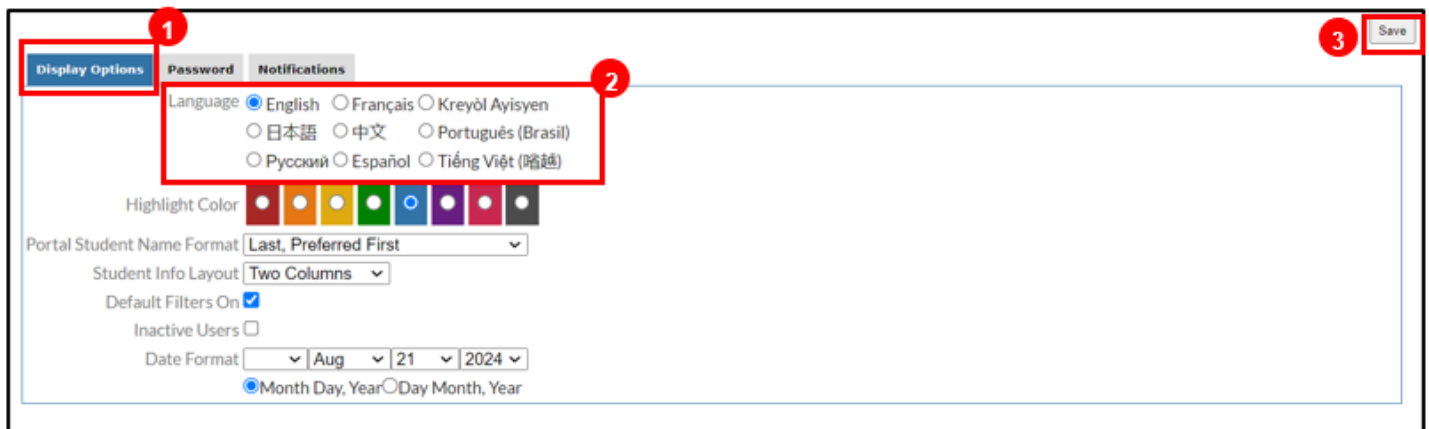 1
3 Save
Display Options Password Notifications
2
Language English Français Kreyòl Ayisyen
日本語 中文 Português (Brasil)
Русский Español Tiếng Việt (㗂越)
Highlight Color
Portal Student Name Format Last, Preferred First
Student Info Layout Two Columns
Default Filters On
Inactive Users
Date Format Aug 21 2024
Month Day, Year Day Month, Year